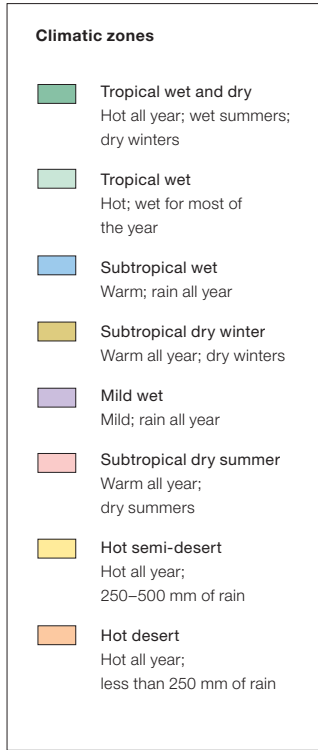 Climatic zones
Tropical wet and dry
Hot all year; wet summers;
dry winters
Tropical wet
Hot; wet for most of
the year
Subtropical wet
Warm; rain all year
Subtropical dry winter
Warm all year; dry winters
Mild wet
Mild; rain all year
Subtropical dry summer
Warm all year;
dry summers
Hot semi-desert
Hot all year;
250–500 mm of rain
Hot desert
Hot all year;
less than 250 mm of rain